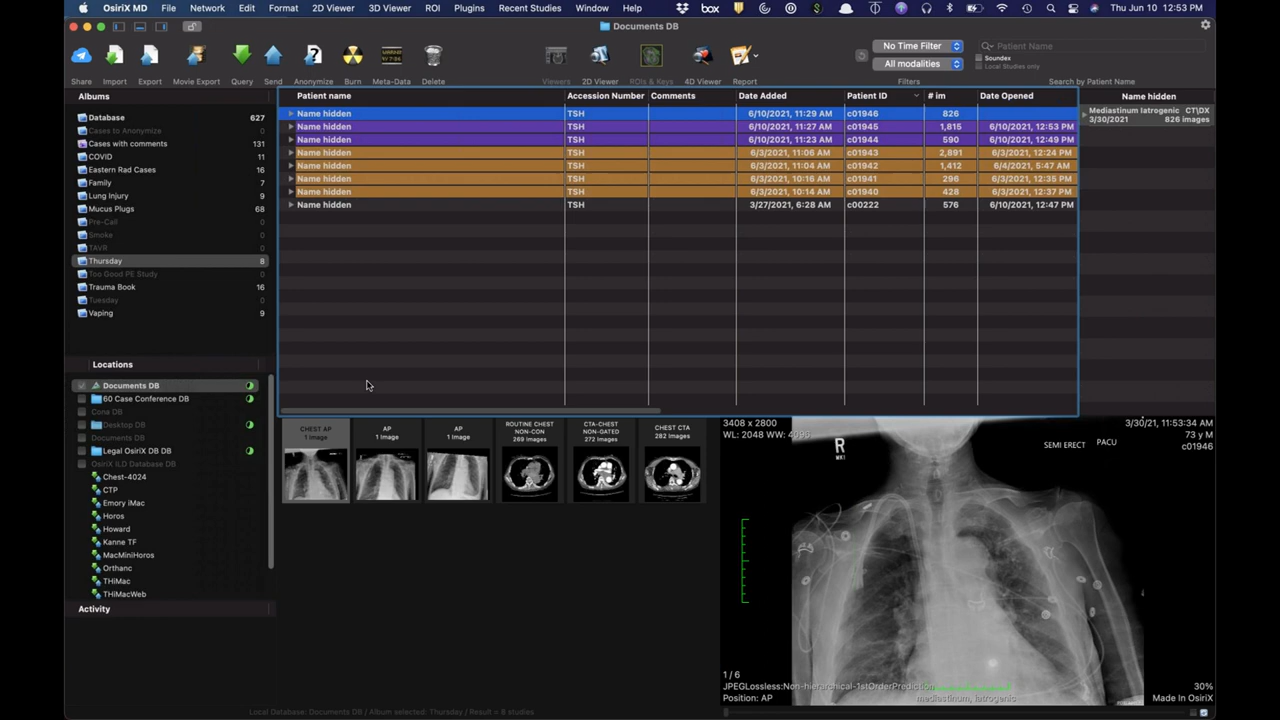 OsiriX MD File Network Edit Format 2D Viewer 3D Viewer ROI Plugins Recent Studies Window Help box Thu Jun 10 12:53 PM
Documents DB
No Time Filter Patient Name
Soundex
All modalities Local Studies only
Share Import Export Movie Export Query Send Anonymize Burn Meta-Data Delete Viewers 2D Viewer ROIs & Keys 4D Viewer Report Filters Search by Patient Name
Albums Patient name Accession Number Comments Date Added Patient ID # im Date Opened Name hidden
Name hidden TSH 6/10/2021, 11:29 AM c01946 826
Name hidden TSH 6/10/2021, 11:27 AM c01945 1,815 6/10/2021, 12:53 PM
Name hidden TSH 6/10/2021, 11:23 AM c01944 590 6/10/2021, 12:49 PM
Name hidden TSH 6/3/2021, 11:06 AM c01943 2,891 6/3/2021, 12:24 PM
Name hidden TSH 6/3/2021, 11:04 AM c01942 1,412 6/4/2021, 5:47 AM
Name hidden TSH 6/3/2021, 10:16 AM c01941 296 6/3/2021, 12:35 PM
Name hidden TSH 6/3/2021, 10:14 AM c01940 428 6/3/2021, 12:37 PM
Name hidden TSH 3/27/2021, 6:28 AM c00222 576 6/10/2021, 12:47 PM
Mediastinum Iatrogenic CT\DX
3/30/2021 826 images
Database 627
Cases to Anonymize 0
Cases with comments 131
COVID 11
Eastern Rad Cases 16
Family 7
Lung Injury 9
Mucus Plugs 68
Pre-Call 0
Smoke 0
TAVR 0
Thursday 8
Too Good PE Study 0
Trauma Book 16
Tuesday 0
Vaping 9
Locations
Documents DB
60 Case Conference DB
Cona DB
Desktop DB
Documents DB
Legal OsiriX DB DB
OsiriX ILD Database DB
Chest-4024
CTP
Emory iMac
Horos
Howard
Kanne TF
MacMiniHoros
Orthanc
THiMac
THiMacWeb
Activity
CHEST AP
1 Image
AP
1 Image
AP
1 Image
ROUTINE CHEST
NON-CON
269 Images
CTA-CHEST
NON-GATED
272 Images
CHEST CTA
282 Images
3408 x 2800
WL: 2048 WW: 4096
R
3/30/21, 11:53:34 AM
73 y M
c01946
SEMI ERECT PACU
1 / 6
JPEGLossless:Non-hierarchical-1stOrderPrediction
Position: AP
mediastinum, iatrogenic
30%
Made In OsiriX
Local Database: Documents DB / Album selected: Thursday / Result = 8 studies